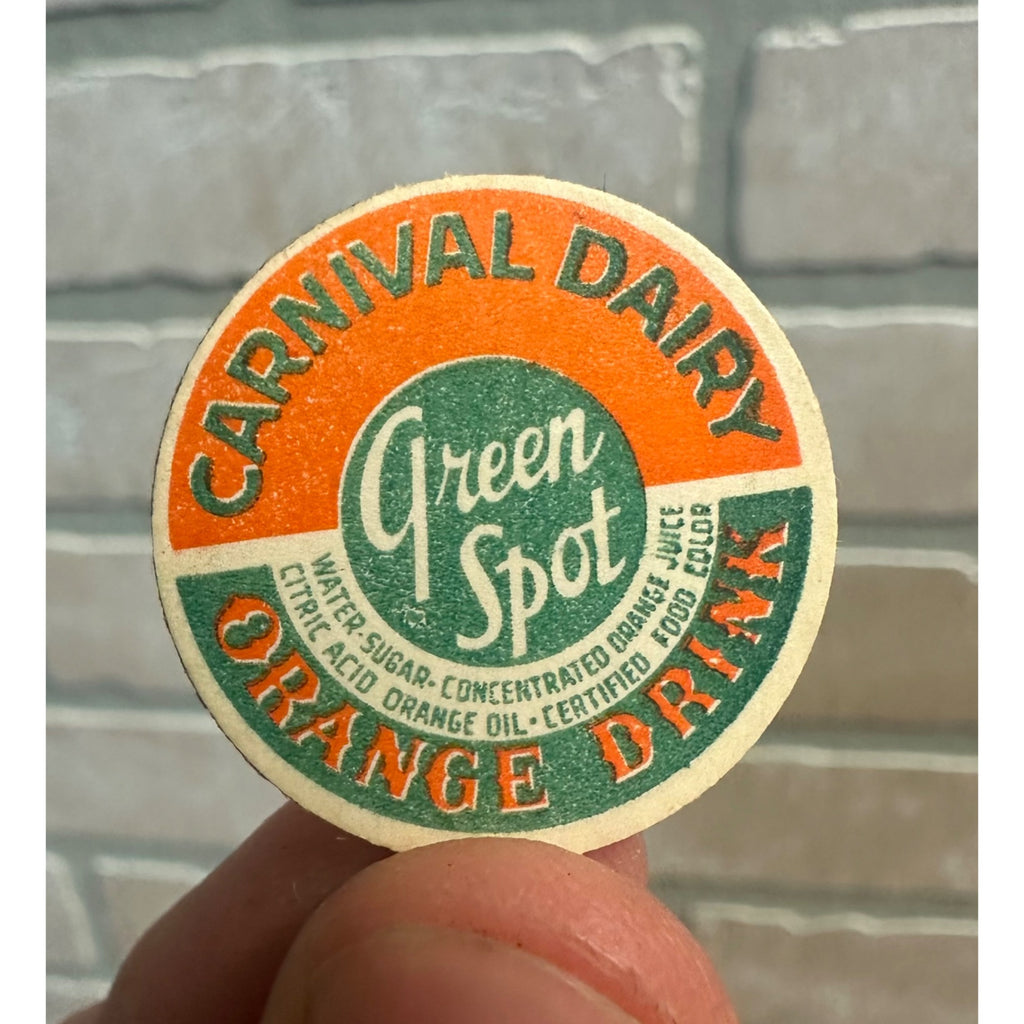 CARNIVAL DAIRY
Green
Spot
WATER-SUGAR-CONCENTRATED ORANGE JUICE
CITRIC ACID ORANGE OIL-CERTIFIED FOOD COLOR
ORANGE DRINK